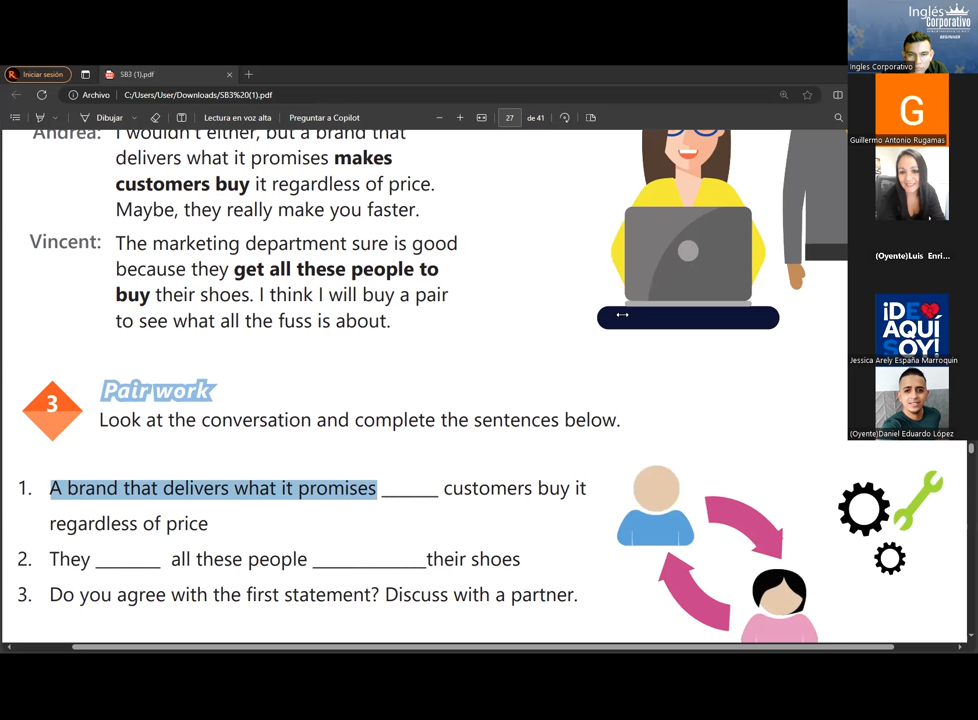 Inglés
Corporativo
BEGINNER
Ingles Corporativo
Iniciar sesión
SB3 (1).pdf
Archivo
C:/Users/User/Downloads/SB3%20(1).pdf
Dibujar
Lectura en voz alta
Preguntar a Copilot
27
de 41
G
Guillermo Antonio Rugamas
(Oyente)Luis Enri...
¡DE
AQUÍ
SOY!
Jessica Arely España Marroquin
(Oyente)Daniel Eduardo López
Andrea: I wouldn't either, but a brand that
delivers what it promises makes
customers buy it regardless of price.
Maybe, they really make you faster.
Vincent: The marketing department sure is good
because they get all these people to
buy their shoes. I think I will buy a pair
to see what all the fuss is about.
3
Pair work
Look at the conversation and complete the sentences below.
1. A brand that delivers what it promises ______ customers buy it
regardless of price
2. They _______ all these people ____________their shoes
3. Do you agree with the first statement? Discuss with a partner.